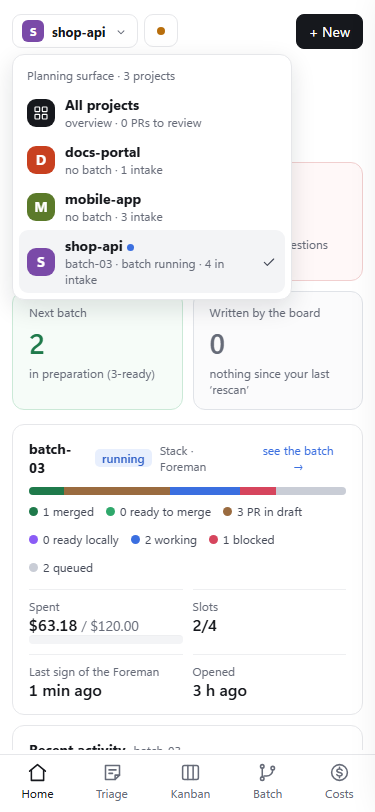 S shop-api
+ New
Planning surface · 3 projects
All projects
overview · 0 PRs to review
D docs-portal
no batch · 1 intake
M mobile-app
no batch · 3 intake
S shop-api
batch-03 · batch running · 4 in
intake
estions
Next batch
2
in preparation (3-ready)
Written by the board
0
nothing since your last
‘rescan’
batch-
03
running
Stack ·
Foreman
see the batch
→
1 merged 0 ready to merge 3 PR in draft
0 ready locally 2 working 1 blocked
2 queued
Spent
$63.18 / $120.00
Slots
2/4
Last sign of the Foreman
1 min ago
Opened
3 h ago
Recent activity batch-03
Home Triage Kanban Batch Costs